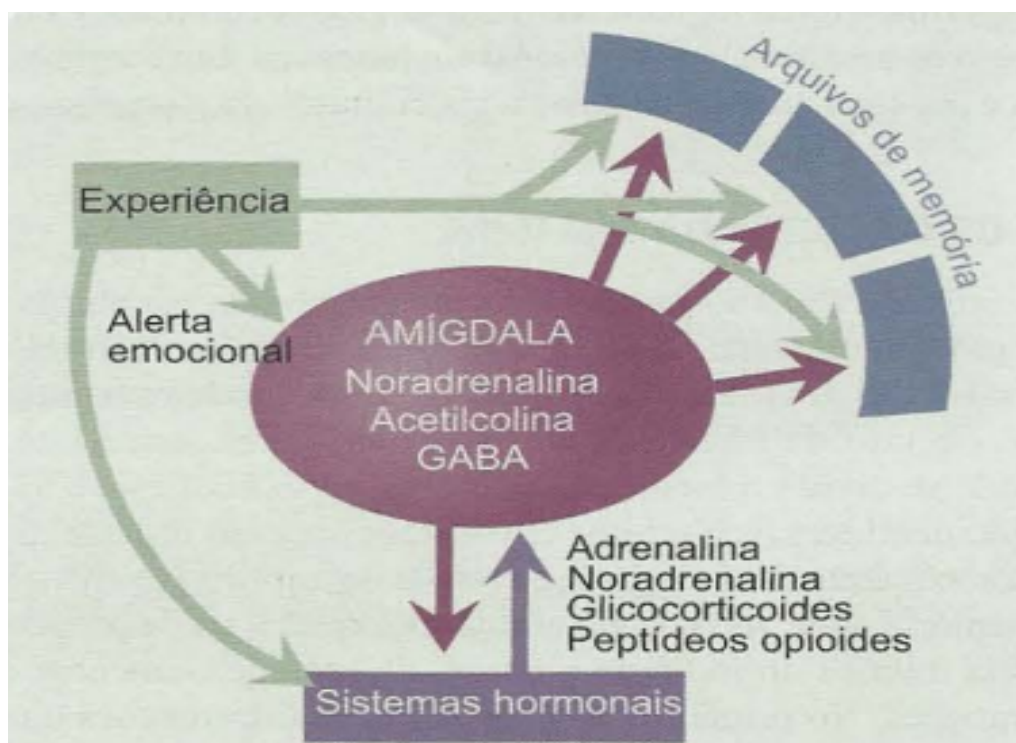 Arquivos de memória
Experiência
Alerta
emocional
AMÍGDALA
Noradrenalina
Acetilcolina
GABA
Adrenalina
Noradrenalina
Glicocorticoides
Peptídeos opioides
Sistemas hormonais